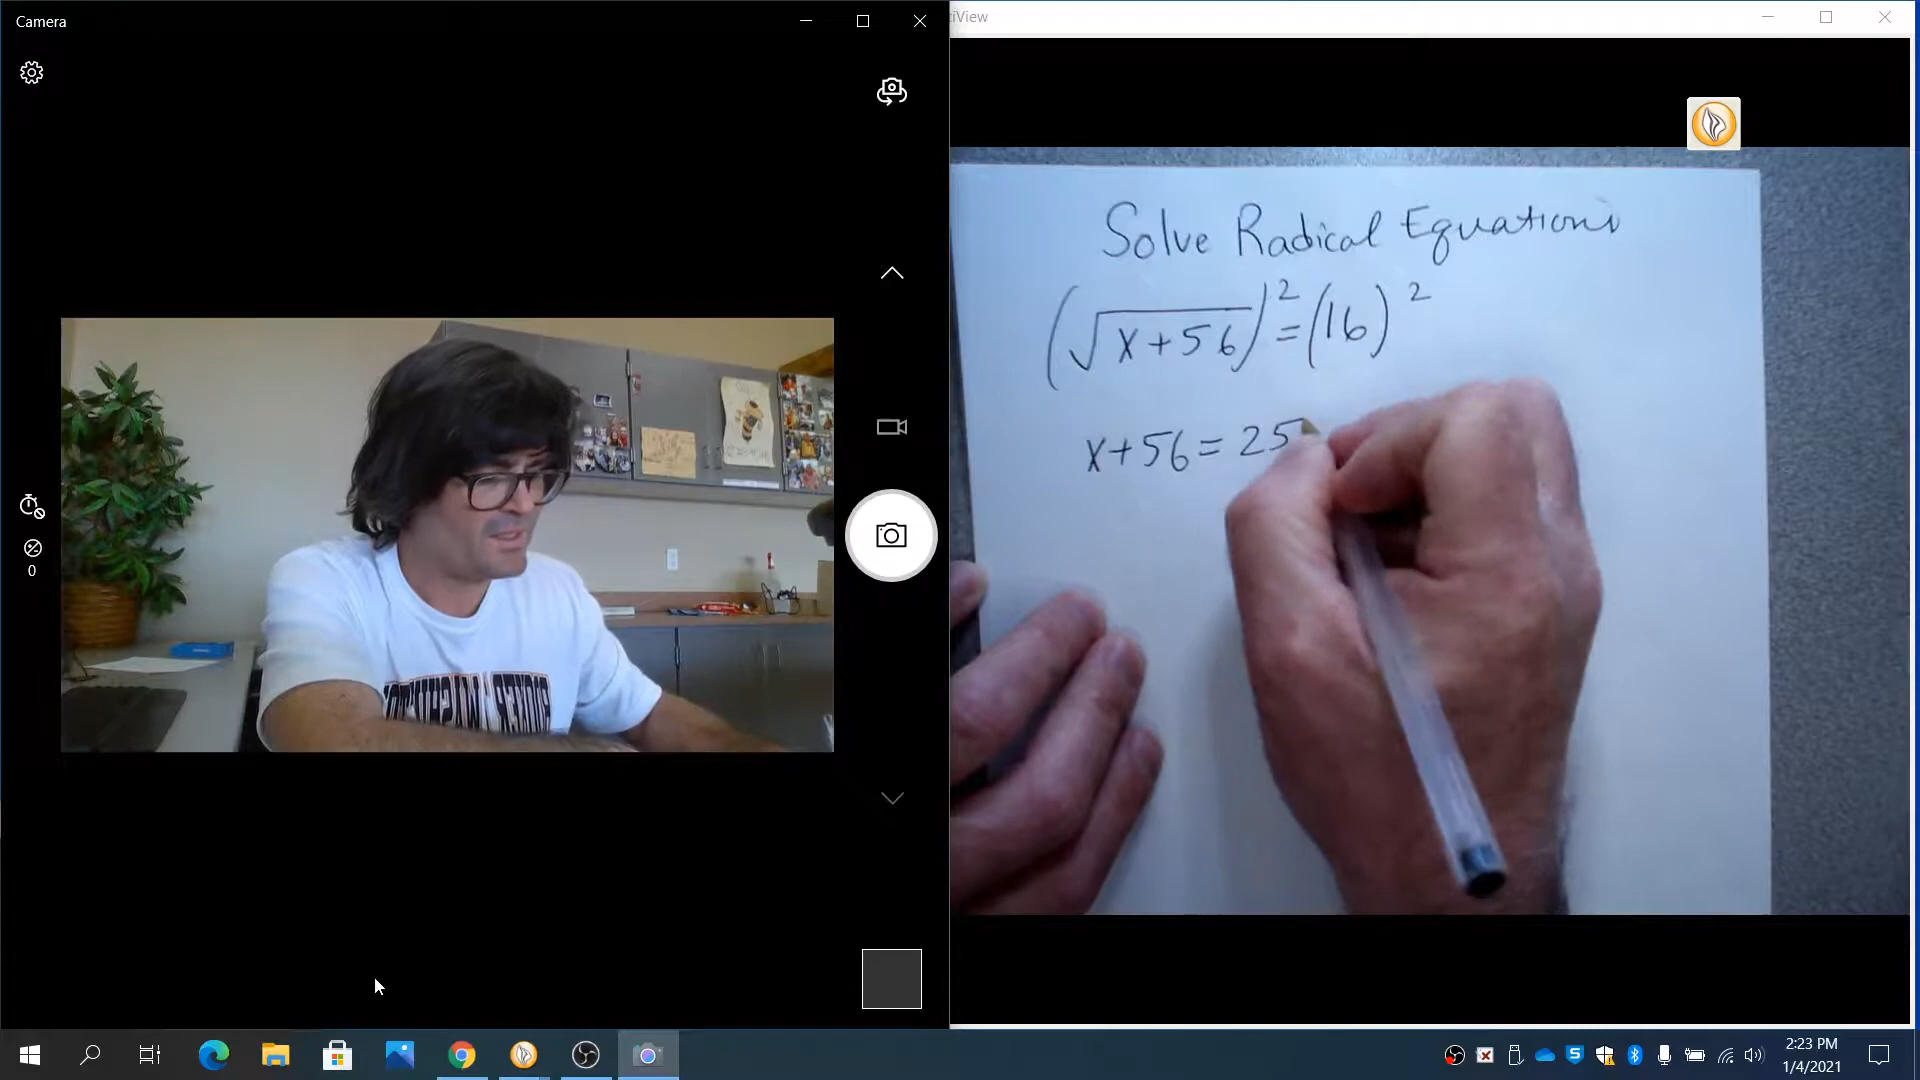 Camera
iView
0
Solve Radical Equations
(√x+56)² = (16)²
x+56 = 25
2:23 PM
1/4/2021